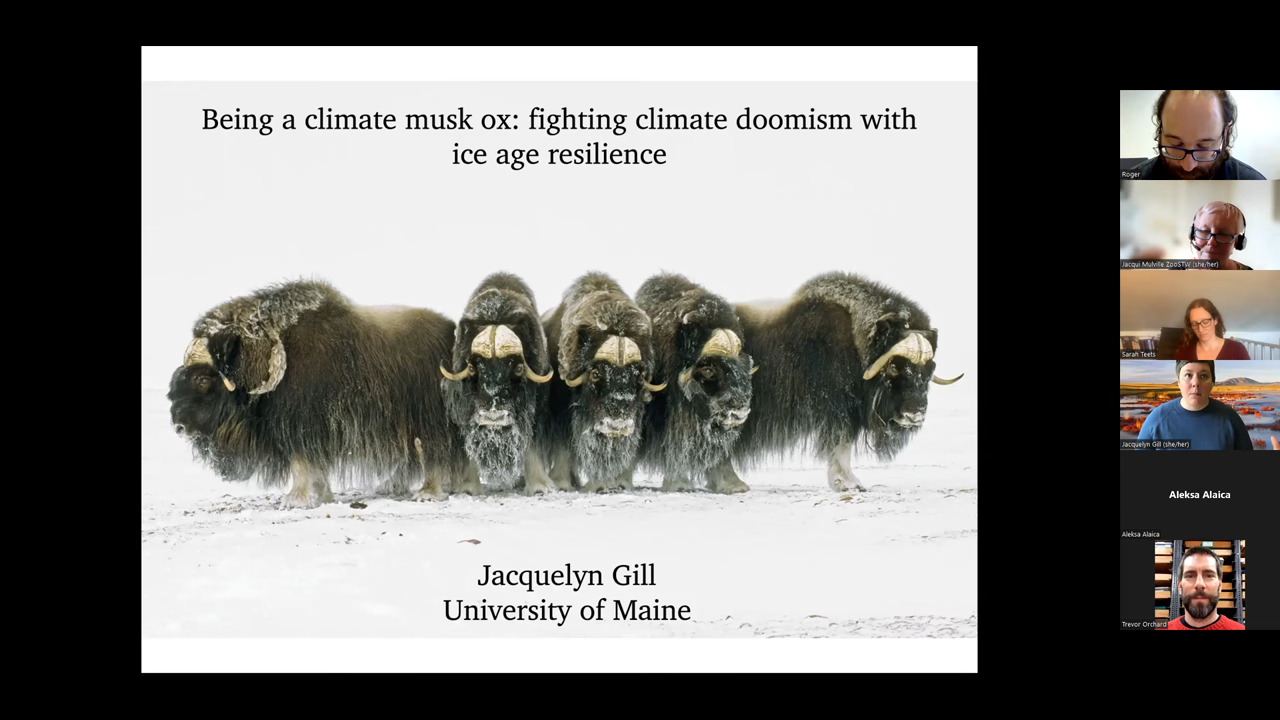 Being a climate musk ox: fighting climate doomism with
ice age resilience
Jacquelyn Gill
University of Maine
Roger
Jacqui Mulville ZooSTW (she/her)
Sarah Teets
Jacquelyn Gill (she/her)
Aleksa Alaica
Aleksa Alaica
Trevor Orchard